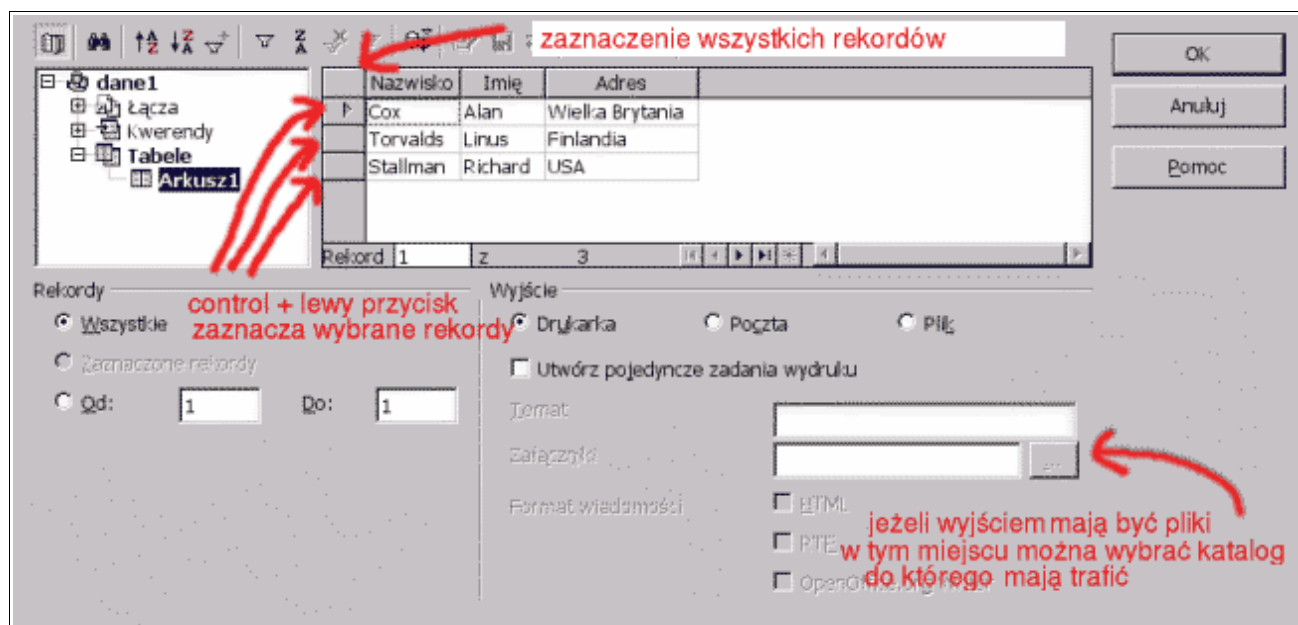 zaznaczenie wszystkich rekordów
OK
Anuluj
Pomoc
dane1
Łącza
Kwerendy
Tabele
Arkusz1
Nazwisko Imię Adres
Cox Alan Wielka Brytania
Torvalds Linus Finlandia
Stallman Richard USA
Rekord 1 z 3
control + lewy przycisk
zaznacza wybrane rekordy
Rekordy
Wszystkie
Zaznaczone rekordy
Od: 1 Do: 1
Wyjście
Drukarka Poczta Plik
Utwórz pojedyncze zadania wydruku
Temat
Załączniki
...
Format wiadomości
HTML
RTF
jeżeli wyjściem mają być pliki
w tym miejscu można wybrać katalog
do którego mają trafić